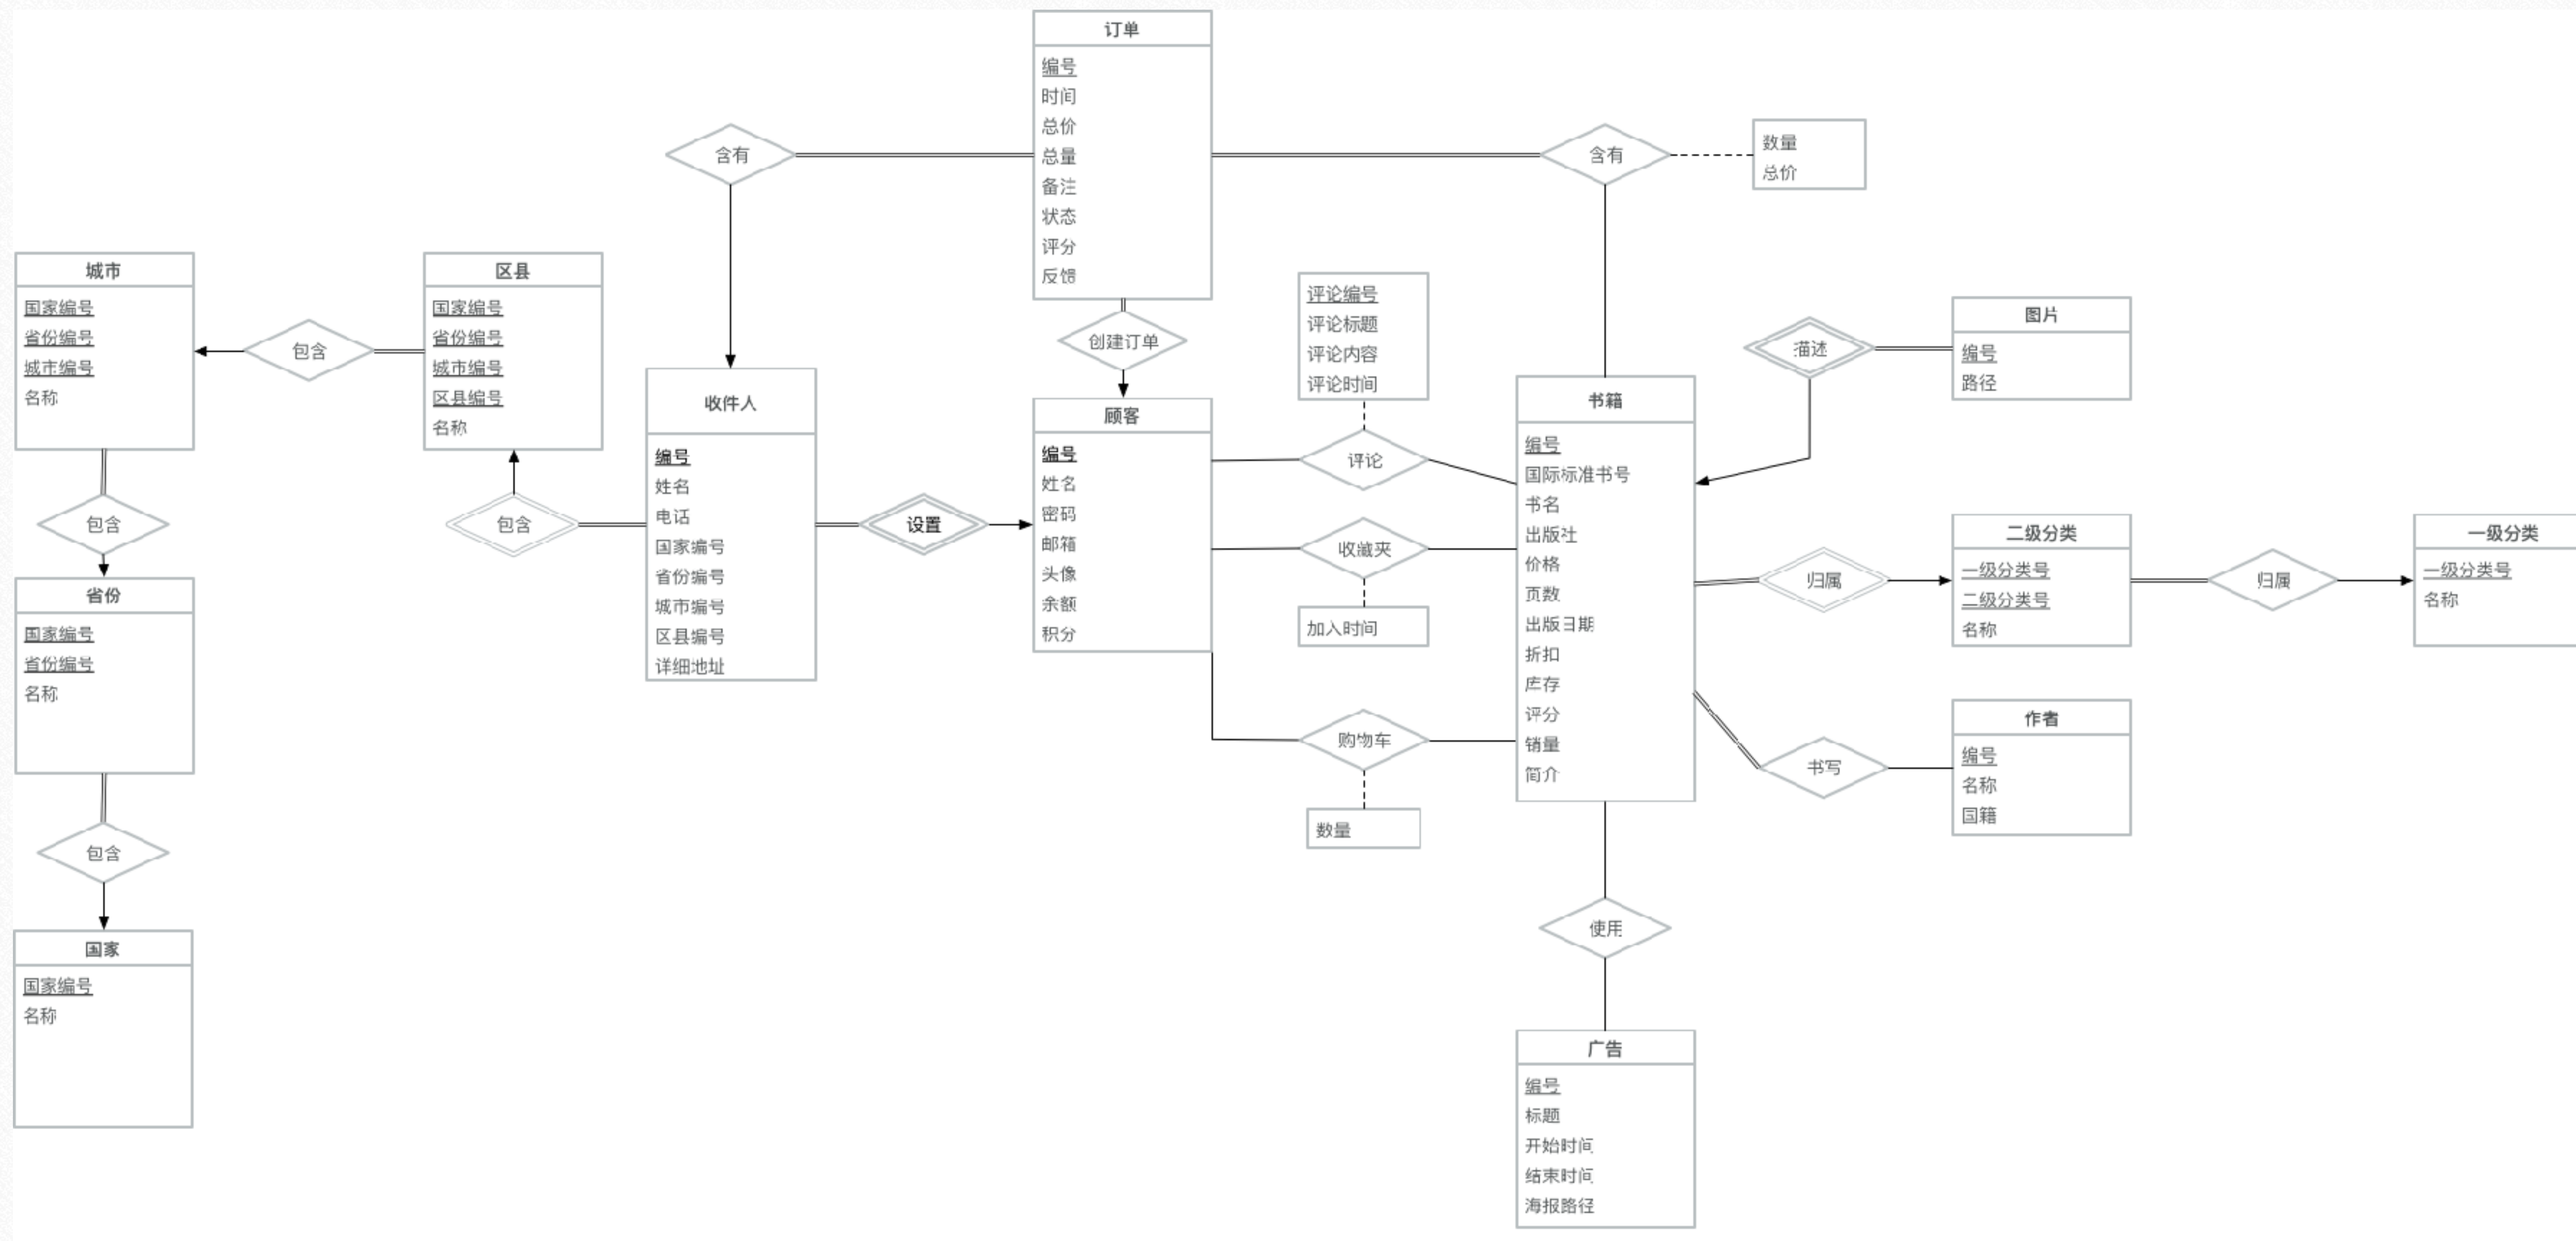 订单
编号
时间
总价
总量
备注
状态
评分
反馈
含有
含有
数量
总价
城市
国家编号
省份编号
城市编号
名称
包含
区县
国家编号
省份编号
城市编号
区县编号
名称
创建订单
评论编号
评论标题
评论内容
评论时间
描述
图片
编号
路径
收件人
编号
姓名
电话
国家编号
省份编号
城市编号
区县编号
详细地址
包含
包含
设置
顾客
编号
姓名
密码
邮箱
头像
余额
积分
评论
收藏夹
加入时间
购物车
数量
书籍
编号
国际标准书号
书名
出版社
价格
页数
出版日期
折扣
库存
评分
销量
简介
归属
二级分类
一级分类号
二级分类号
名称
归属
一级分类
一级分类号
名称
省份
国家编号
省份编号
名称
书写
作者
编号
名称
国籍
包含
国家
国家编号
名称
使用
广告
编号
标题
开始时间
结束时间
海报路径